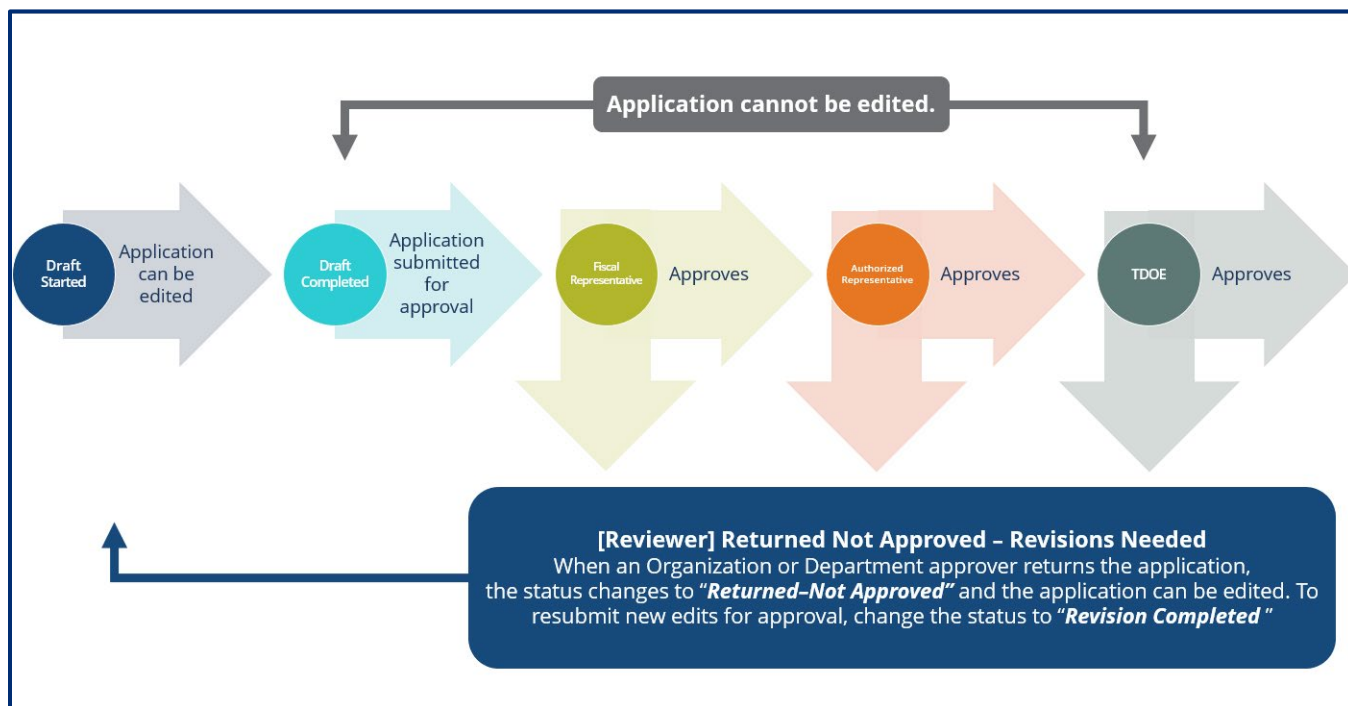 Application cannot be edited.
Draft
Started
Application
can be
edited
Draft
Completed
Application
submitted
for
approval
Fiscal
Representative
Approves
Authorized
Representative
Approves
TDOE
Approves
[Reviewer] Returned Not Approved – Revisions Needed
When an Organization or Department approver returns the application,
the status changes to “Returned–Not Approved” and the application can be edited. To
resubmit new edits for approval, change the status to “Revision Completed ”